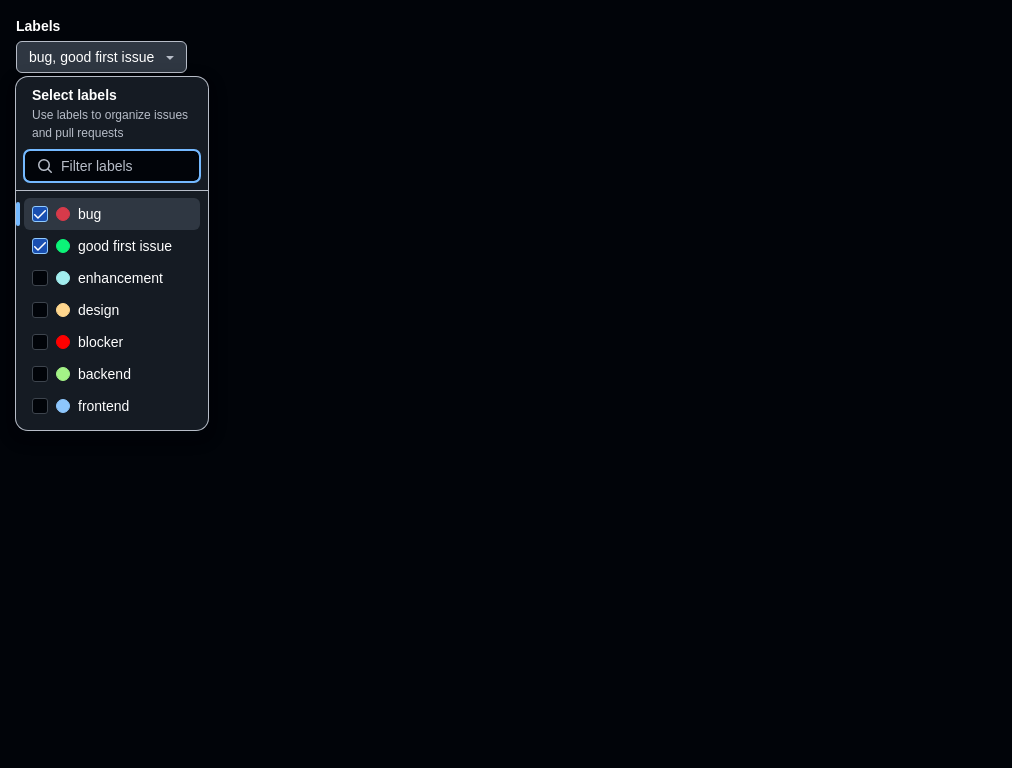 Labels
bug, good first issue
Select labels
Use labels to organize issues
and pull requests
Filter labels
bug
good first issue
enhancement
design
blocker
backend
frontend